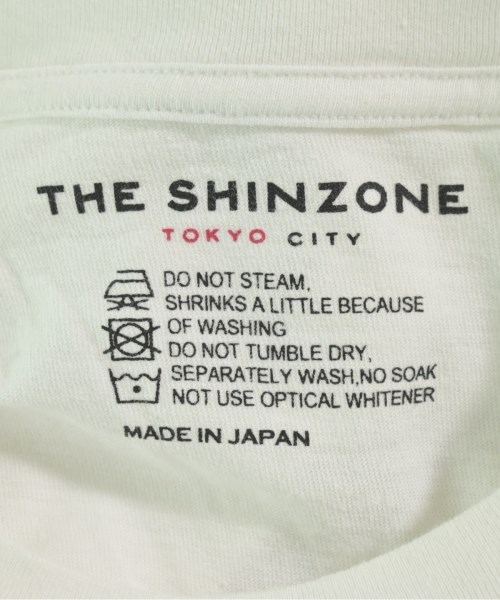 THE SHINZONE
TOKYO CITY
DO NOT STEAM,
SHRINKS A LITTLE BECAUSE
OF WASHING
DO NOT TUMBLE DRY,
SEPARATELY WASH,NO SOAK
NOT USE OPTICAL WHITENER
MADE IN JAPAN